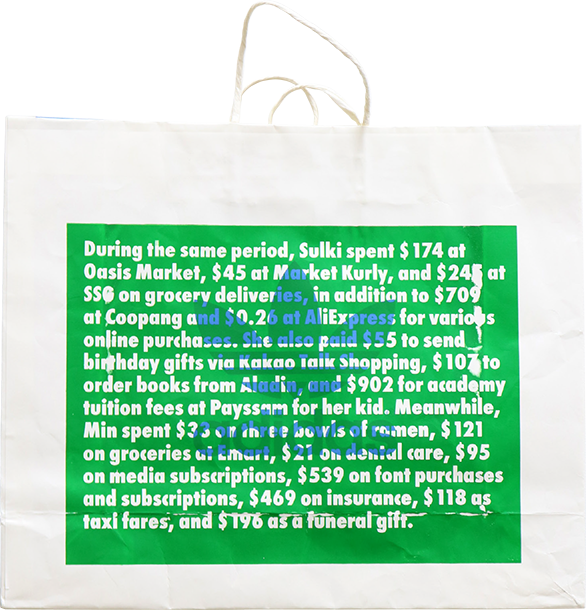 During the same period, Sulki spent $174 at
Oasis Market, $45 at Market Kurly, and $245 at
SSG on grocery deliveries, in addition to $709
at Coopang and $0.26 at AliExpress for various
online purchases. She also paid $55 to send
birthday gifts via Kakao Talk Shopping, $107 to
order books from Aladin, and $902 for academy
tuition fees at Payssam for her kid. Meanwhile,
Min spent $33 on three bowls of ramen, $121
on groceries at Emart, $21 on dental care, $95
on media subscriptions, $539 on font purchases
and subscriptions, $469 on insurance, $118 as
taxi fares, and $196 as a funeral gift.